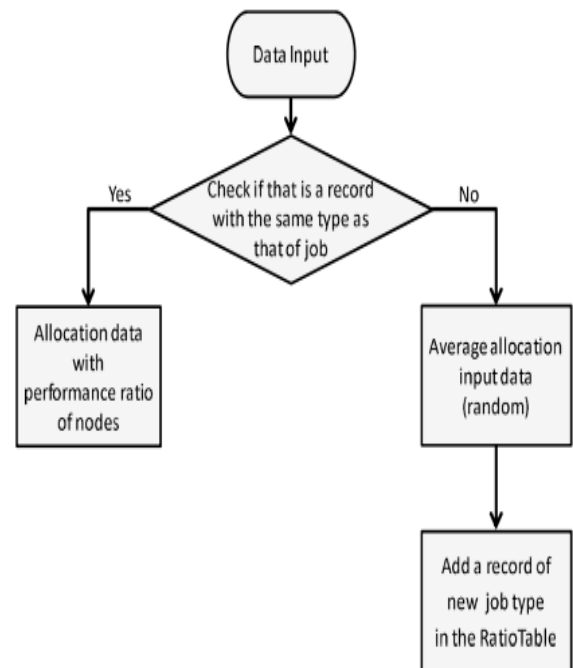 Data Input
Check if that is a record
with the same type as
that of job
Yes
No
Allocation data
with
performance ratio
of nodes
Average allocation
input data
(random)
Add a record of
new job type
in the RatioTable